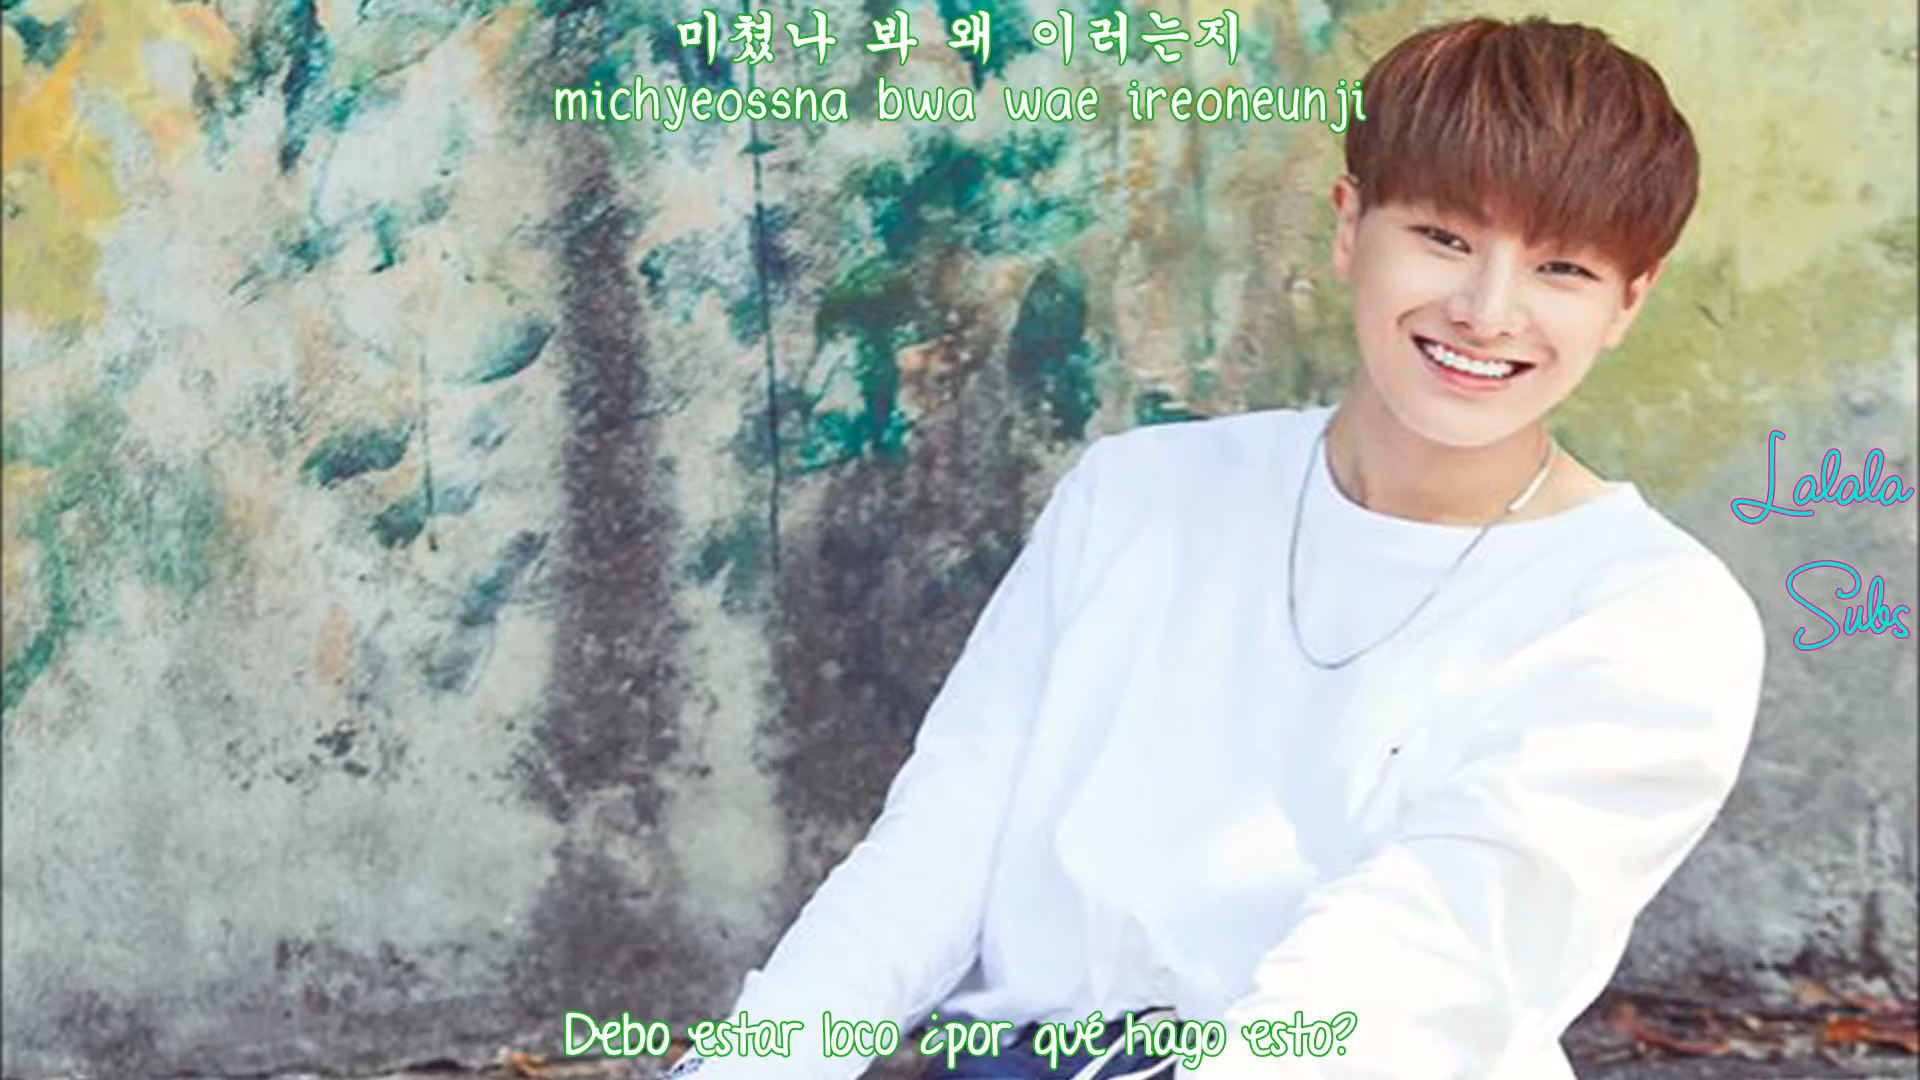 미쳤나 봐 왜 이러는지
michyeossna bwa wae ireoneunji
Lalala
Subs
Debo estar loco ¿por qué hago esto?